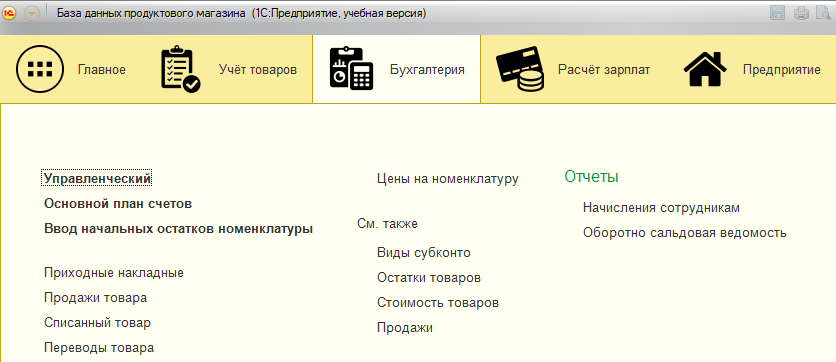 База данных продуктового магазина (1С:Предприятие, учебная версия)
Главное
Учёт товаров
Бухгалтерия
Расчёт зарплат
Предприятие
Управленческий
Основной план счетов
Ввод начальных остатков номенклатуры
Приходные накладные
Продажи товара
Списанный товар
Переводы товара
Цены на номенклатуру
См. также
Виды субконто
Остатки товаров
Стоимость товаров
Продажи
Отчеты
Начисления сотрудникам
Оборотно сальдовая ведомость